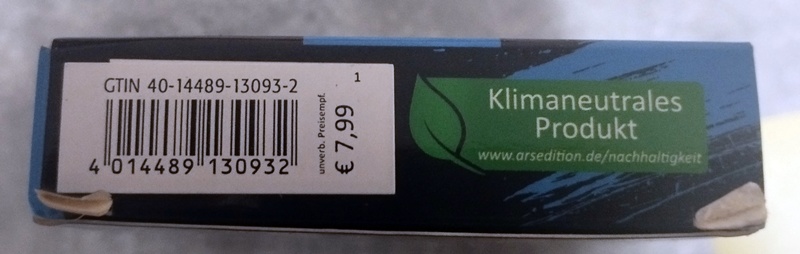 GTIN 40-14489-13093-2
4 014489 130932
1
unverb. Preisempf.
€ 7,99
Klimaneutrales
Produkt
www.arsedition.de/nachhaltigkeit